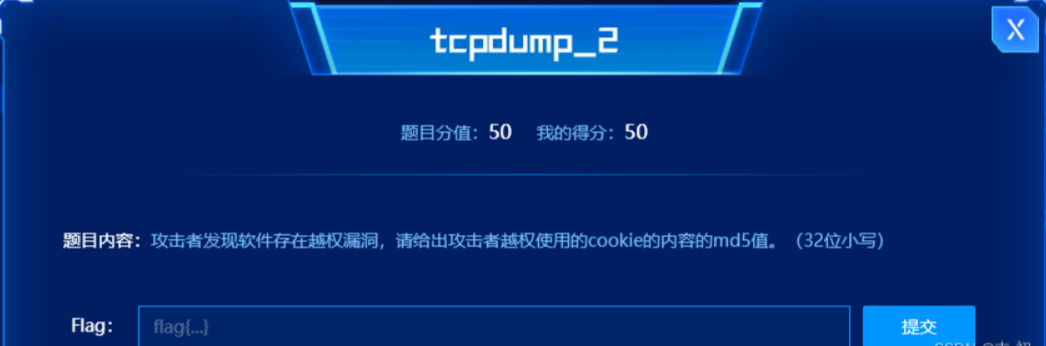 tcpdump_2
X
题目分值：50 我的得分：50
题目内容：攻击者发现软件存在越权漏洞，请给出攻击者越权使用的cookie的内容的md5值。（32位小写）
Flag： flag{...} 提交